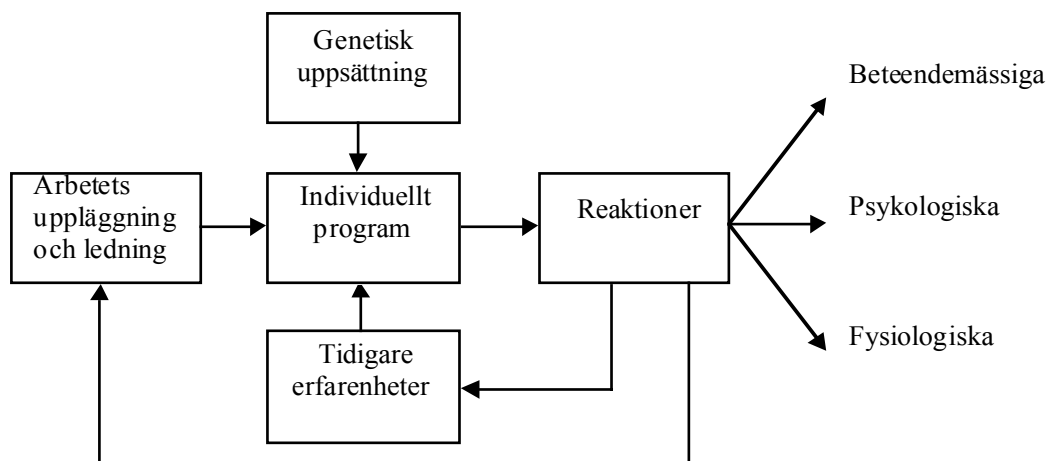 Genetisk
uppsättning
Beteendemässiga
Arbetets
uppläggning
och ledning
Individuellt
program
Reaktioner
Psykologiska
Tidigare
erfarenheter
Fysiologiska